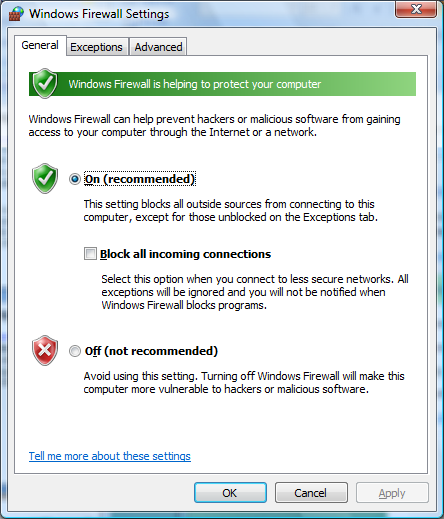 Windows Firewall Settings
General Exceptions Advanced
Windows Firewall is helping to protect your computer
Windows Firewall can help prevent hackers or malicious software from gaining
access to your computer through the Internet or a network.
On (recommended)
This setting blocks all outside sources from connecting to this
computer, except for those unblocked on the Exceptions tab.
Block all incoming connections
Select this option when you connect to less secure networks. All
exceptions will be ignored and you will not be notified when
Windows Firewall blocks programs.
Off (not recommended)
Avoid using this setting. Turning off Windows Firewall will make this
computer more vulnerable to hackers or malicious software.
Tell me more about these settings
OK Cancel Apply